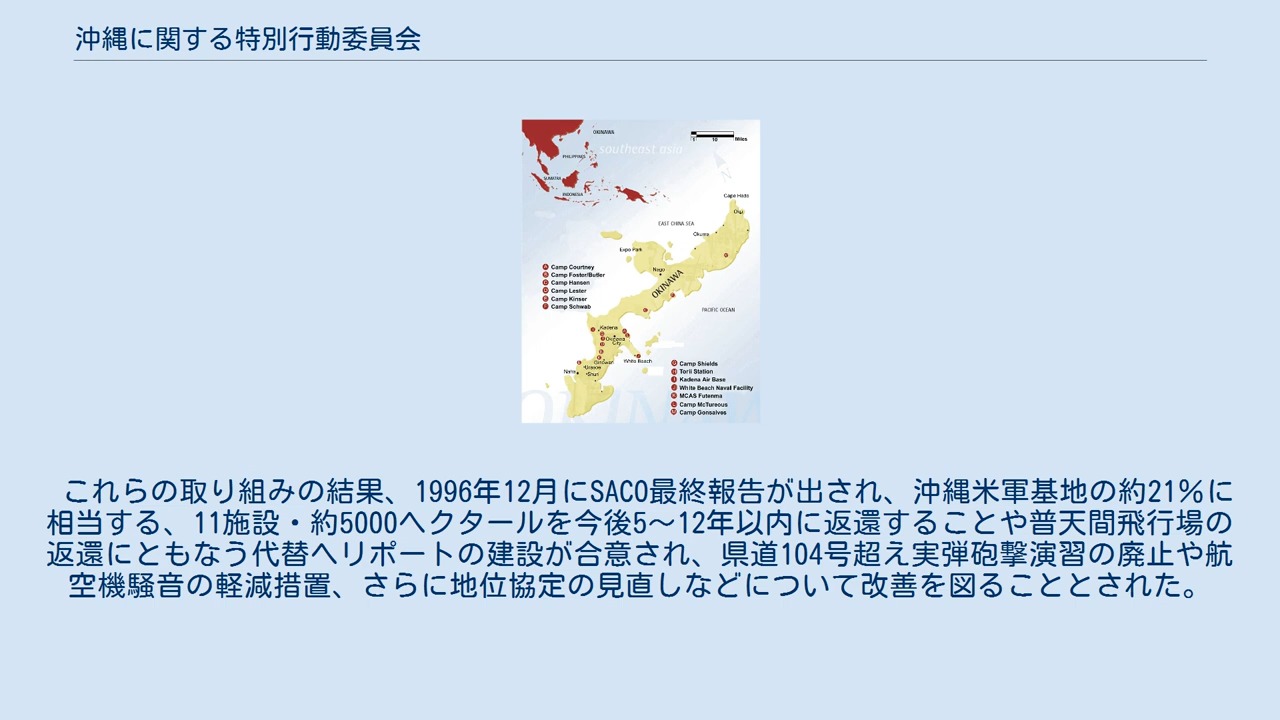 沖縄に関する特別行動委員会
OKINAWA
0 10 Miles
southeast asia
PHILIPPINES
SUMATRA
INDONESIA
N
Cape Hedo
Oku
EAST CHINA SEA
Okuma
Expo Park
Nago
OKINAWA
A Camp Courtney
B Camp Foster/Butler
C Camp Hansen
D Camp Lester
E Camp Kinser
F Camp Schwab
PACIFIC OCEAN
Kadena
Okinawa
City
Ginowan
White Beach
Urasoe
Naha
Shuri
G Camp Shields
H Torii Station
I Kadena Air Base
J White Beach Naval Facility
K MCAS Futenma
L Camp McTureous
M Camp Gonsalves
これらの取り組みの結果、1996年12月にSACO最終報告が出され、沖縄米軍基地の約21％に
相当する、11施設・約5000ヘクタールを今後5～12年以内に返還することや普天間飛行場の
返還にともなう代替ヘリポートの建設が合意され、県道104号超え実弾砲撃演習の廃止や航
空機騒音の軽減措置、さらに地位協定の見直しなどについて改善を図ることとされた。